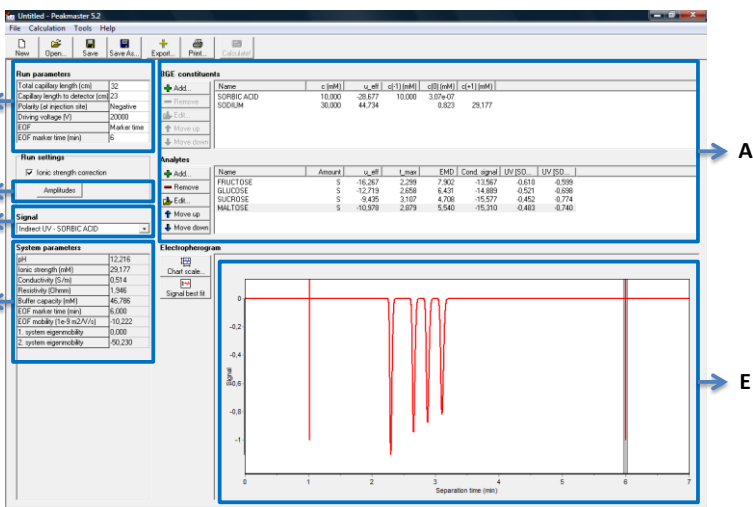 Untitled - Peakmaster 5.2
File Calculation Tools Help
New Open... Save Save As... Export... Print... Calculate!
Run parameters
Total capillary length (cm) 32
Capillary length to detector (cm) 23
Polarity (at injection site) Negative
Driving voltage (V) 20000
EOF Marker time
EOF marker time (min) 6
Run settings
Ionic strength correction
Amplitudes
Signal
Indirect UV - SORBIC ACID
System parameters
pH 12,216
Ionic strength (mM) 29,177
Conductivity (S/m) 0,514
Resistivity (Ohmm) 1,946
Buffer capacity (mM) 46,786
EOF marker time (min) 6,000
EOF mobility (1e-9 m2/V/s) -10,222
1. system eigenmobility 0,000
2. system eigenmobility -50,230
BGE constituents
Add...
Remove
Edit...
Move up
Move down
Name c (mM) u_eff c(-1) (mM) c(0) (mM) c(+1) (mM)
SORBIC ACID 10,000 -28,677 10,000 3,07e-07
SODIUM 30,000 44,734 0,823 29,177
A
Analytes
Add...
Remove
Edit...
Move up
Move down
Name Amount u_eff t_max EMD Cond. signal UV [SO... UV [SO...
FRUCTOSE S -16,267 2,299 7,902 -13,567 -0,610 -0,599
GLUCOSE S -12,719 2,658 6,431 -14,889 -0,521 -0,698
SUCROSE S -9,435 3,107 4,708 -15,577 -0,452 -0,774
MALTOSE S -10,978 2,879 5,540 -15,310 -0,483 -0,740
Electropherogram
Chart scale...
Signal best fit
Signal
0
-0,2
-0,4
-0,6
-0,8
-1
0 1 2 3 4 5 6 7
Separation time (min)
E